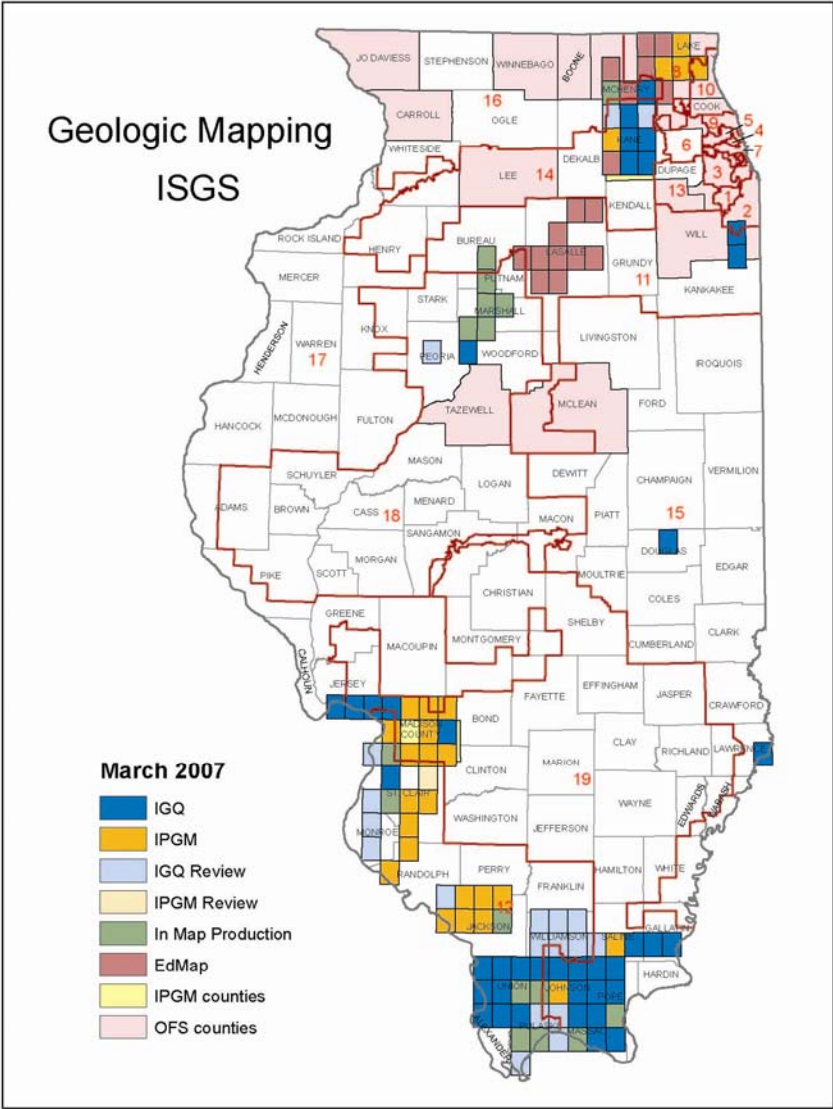 Geologic Mapping
ISGS
JO DAVIESS
STEPHENSON
WINNEBAGO
BOONE
MCHENRY
LAKE
8
10
CARROLL
16
OGLE
COOK
9
5
4
7
KANE
6
WHITESIDE
DEKALB
DUPAGE
3
LEE
14
13
1
KENDALL
2
ROCK ISLAND
HENRY
BUREAU
LASALLE
WILL
GRUNDY
MERCER
PUTNAM
11
KANKAKEE
STARK
MARSHALL
KNOX
HENDERSON
WARREN
17
PEORIA
WOODFORD
LIVINGSTON
IROQUOIS
HANCOCK
MCDONOUGH
FULTON
TAZEWELL
MCLEAN
FORD
MASON
SCHUYLER
LOGAN
DEWITT
CHAMPAIGN
VERMILION
ADAMS
BROWN
CASS
18
MENARD
MACON
PIATT
15
SANGAMON
DOUGLAS
PIKE
SCOTT
MORGAN
CHRISTIAN
MOULTRIE
EDGAR
COLES
GREENE
MACOUPIN
MONTGOMERY
SHELBY
CUMBERLAND
CLARK
CALHOUN
JERSEY
FAYETTE
EFFINGHAM
JASPER
CRAWFORD
MADISON
COUNTY
BOND
CLAY
RICHLAND
LAWRENCE
CLINTON
MARION
19
ST. CLAIR
EDWARDS
WABASH
WAYNE
MONROE
WASHINGTON
JEFFERSON
RANDOLPH
PERRY
HAMILTON
WHITE
FRANKLIN
12
JACKSON
WILLIAMSON
SALINE
GALLATIN
HARDIN
UNION
JOHNSON
POPE
ALEXANDER
PULASKI
MASSAC
March 2007
IGQ
IPGM
IGQ Review
IPGM Review
In Map Production
EdMap
IPGM counties
OFS counties